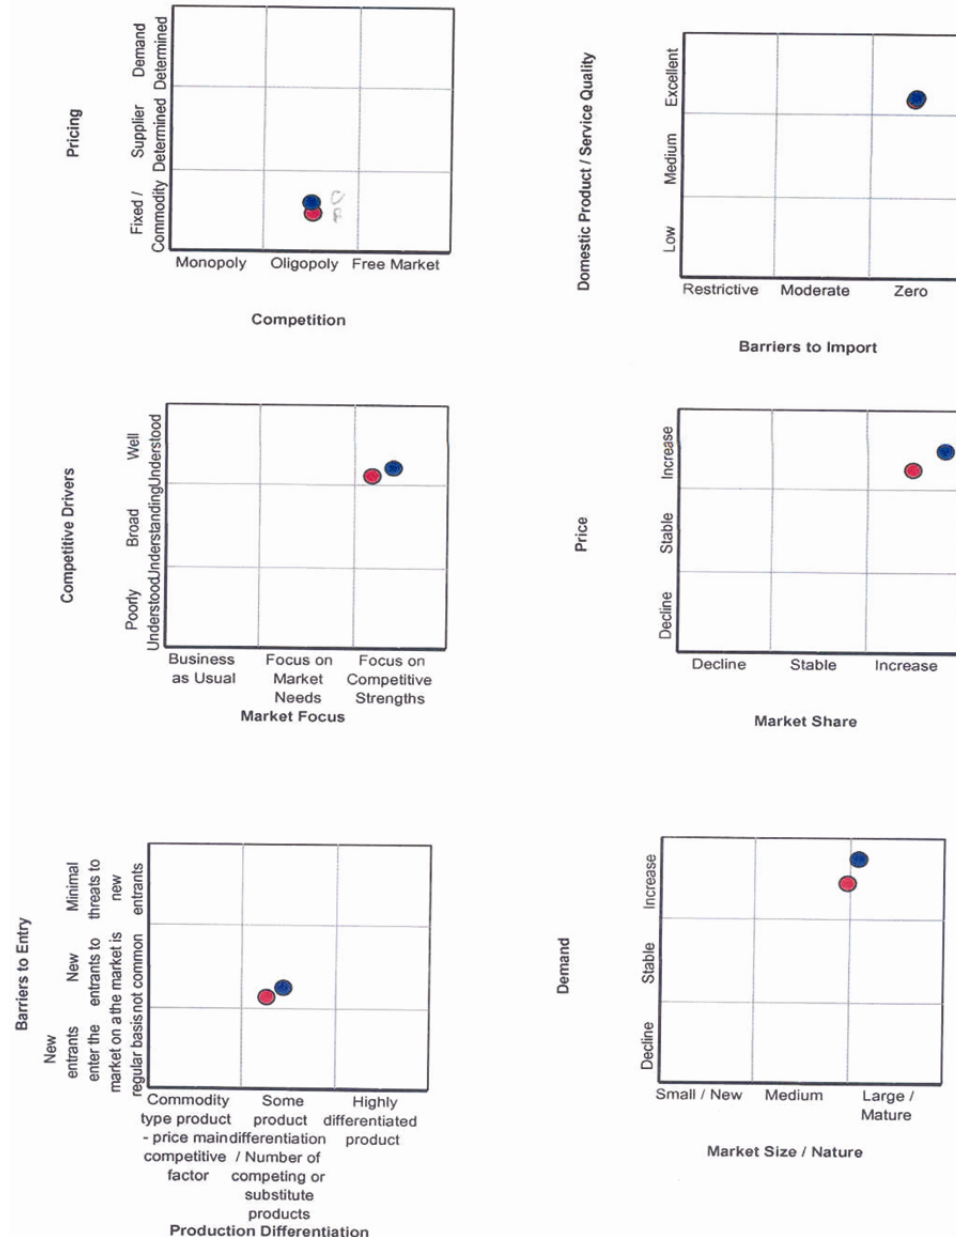 Pricing
Demand
Determined
Supplier
Determined
Fixed /
Commodity
Monopoly Oligopoly Free Market
Competition
Domestic Product / Service Quality
Excellent
Medium
Low
Restrictive Moderate Zero
Barriers to Import
Competitive Drivers
Well
Understood
Broad
Understanding
Poorly
Understood
Business
as Usual
Focus on
Market
Needs
Focus on
Competitive
Strengths
Market Focus
Price
Increase
Stable
Decline
Decline Stable Increase
Market Share
Barriers to Entry
Minimal
threats to
new
entrants
New
entrants to
the market is
not common
New
entrants
enter the
market on a
regular basis
Commodity
type product
- price main
competitive
factor
Some
product
differentiation
/ Number of
competing or
substitute
products
Highly
differentiated
product
Production Differentiation
Demand
Increase
Stable
Decline
Small / New Medium Large /
Mature
Market Size / Nature